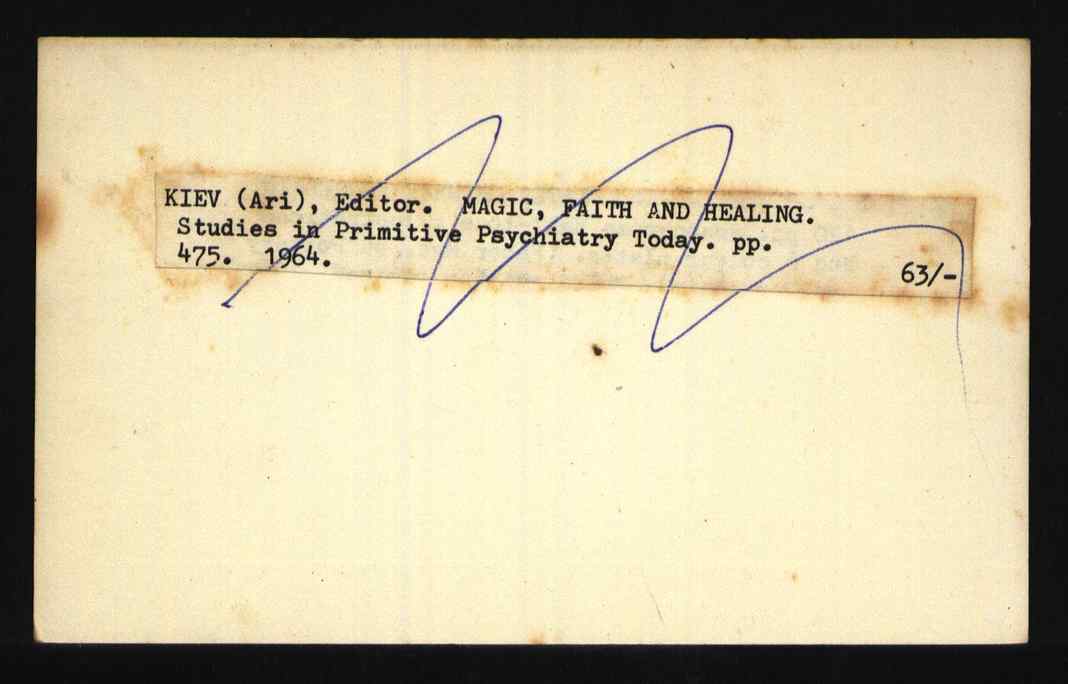 KIEV (Ari), Editor. MAGIC, FAITH AND HEALING.
Studies in Primitive Psychiatry Today. pp.
475. 1964.
63/-